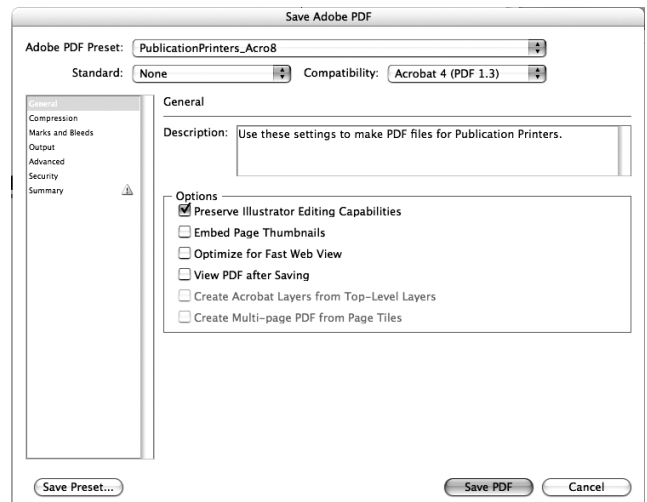 Save Adobe PDF
Adobe PDF Preset: PublicationPrinters_Acro8
Standard: None Compatibility: Acrobat 4 (PDF 1.3)
General
Compression
Marks and Bleeds
Output
Advanced
Security
Summary
General
Description: Use these settings to make PDF files for Publication Printers.
Options
Preserve Illustrator Editing Capabilities
Embed Page Thumbnails
Optimize for Fast Web View
View PDF after Saving
Create Acrobat Layers from Top-Level Layers
Create Multi-page PDF from Page Tiles
Save Preset... Save PDF Cancel